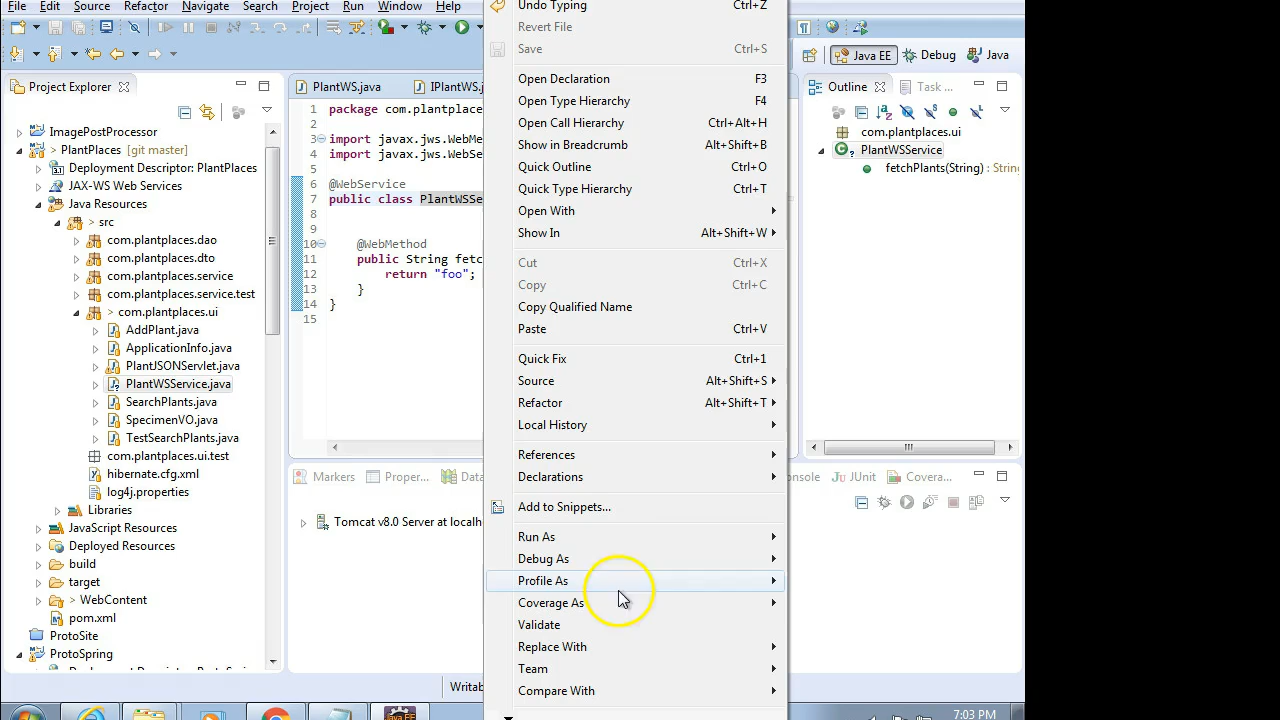 File Edit Source Refactor Navigate Search Project Run Window Help
Java EE Debug Java
Project Explorer
ImagePostProcessor
> PlantPlaces [git master]
Deployment Descriptor: PlantPlaces
JAX-WS Web Services
Java Resources
> src
com.plantplaces.dao
com.plantplaces.dto
com.plantplaces.service
com.plantplaces.service.test
> com.plantplaces.ui
AddPlant.java
ApplicationInfo.java
PlantJSONServlet.java
PlantWSService.java
SearchPlants.java
SpecimenVO.java
TestSearchPlants.java
com.plantplaces.ui.test
hibernate.cfg.xml
log4j.properties
Libraries
JavaScript Resources
Deployed Resources
build
target
> WebContent
pom.xml
ProtoSite
ProtoSpring
PlantWS.java IPlantWS.j
1 package com.plantplaces
2
3 import javax.jws.WebMe
4 import javax.jws.WebSe
5
6 @WebService
7 public class PlantWSSe
8
9
10 @WebMethod
11 public String fetc
12 return "foo";
13 }
14 }
15
Markers Proper... Data
Tomcat v8.0 Server at localh
Writab
Undo Typing Ctrl+Z
Revert File
Save Ctrl+S
Open Declaration F3
Open Type Hierarchy F4
Open Call Hierarchy Ctrl+Alt+H
Show in Breadcrumb Alt+Shift+B
Quick Outline Ctrl+O
Quick Type Hierarchy Ctrl+T
Open With
Show In Alt+Shift+W
Cut Ctrl+X
Copy Ctrl+C
Copy Qualified Name
Paste Ctrl+V
Quick Fix Ctrl+1
Source Alt+Shift+S
Refactor Alt+Shift+T
Local History
References
Declarations
Add to Snippets...
Run As
Debug As
Profile As
Coverage As
Validate
Replace With
Team
Compare With
Outline Task ...
com.plantplaces.ui
PlantWSService
fetchPlants(String) : String
onsole JUnit Covera...
7:03 PM